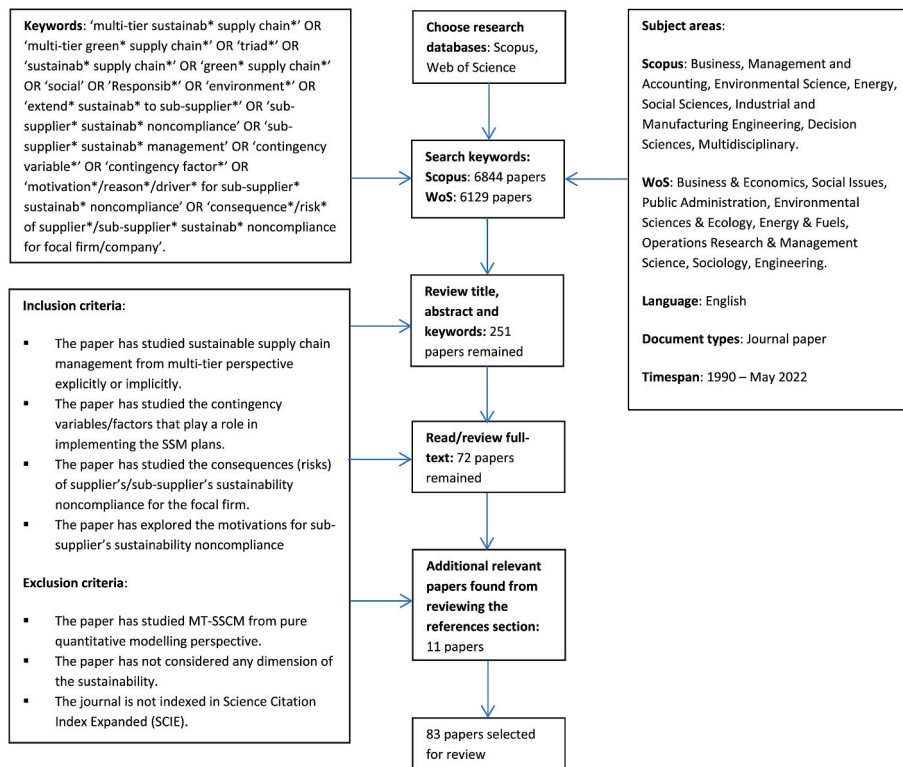 Keywords: ‘multi-tier sustainab* supply chain*’ OR
‘multi-tier green* supply chain*’ OR ‘triad*’ OR
‘sustainab* supply chain*’ OR ‘green* supply chain*’
OR ‘social’ OR ’Responsib*’ OR ‘environment*’ OR
‘extend* sustainab* to sub-supplier*’ OR ‘sub-
supplier* sustainab* noncompliance’ OR ‘sub-
supplier* sustainab* management’ OR ‘contingency
variable*’ OR ‘contingency factor*’ OR
‘motivation*/reason*/driver* for sub-supplier*
sustainab* noncompliance’ OR ‘consequence*/risk*
of supplier*/sub-supplier* sustainab* noncompliance
for focal firm/company’.
Choose research
databases: Scopus,
Web of Science
Search keywords:
Scopus: 6844 papers
WoS: 6129 papers
Subject areas:
Scopus: Business, Management and
Accounting, Environmental Science, Energy,
Social Sciences, Industrial and
Manufacturing Engineering, Decision
Sciences, Multidisciplinary.
WoS: Business & Economics, Social Issues,
Public Administration, Environmental
Sciences & Ecology, Energy & Fuels,
Operations Research & Management
Science, Sociology, Engineering.
Language: English
Document types: Journal paper
Timespan: 1990 – May 2022
Review title,
abstract and
keywords: 251
papers remained
Inclusion criteria:
▪ The paper has studied sustainable supply chain
management from multi-tier perspective
explicitly or implicitly.
▪ The paper has studied the contingency
variables/factors that play a role in
implementing the SSM plans.
▪ The paper has studied the consequences (risks)
of supplier’s/sub-supplier’s sustainability
noncompliance for the focal firm.
▪ The paper has explored the motivations for sub-
supplier’s sustainability noncompliance
Exclusion criteria:
▪ The paper has studied MT-SSCM from pure
quantitative modelling perspective.
▪ The paper has not considered any dimension of
the sustainability.
▪ The journal is not indexed in Science Citation
Index Expanded (SCIE).
Read/review full-
text: 72 papers
remained
Additional relevant
papers found from
reviewing the
references section:
11 papers
83 papers selected
for review